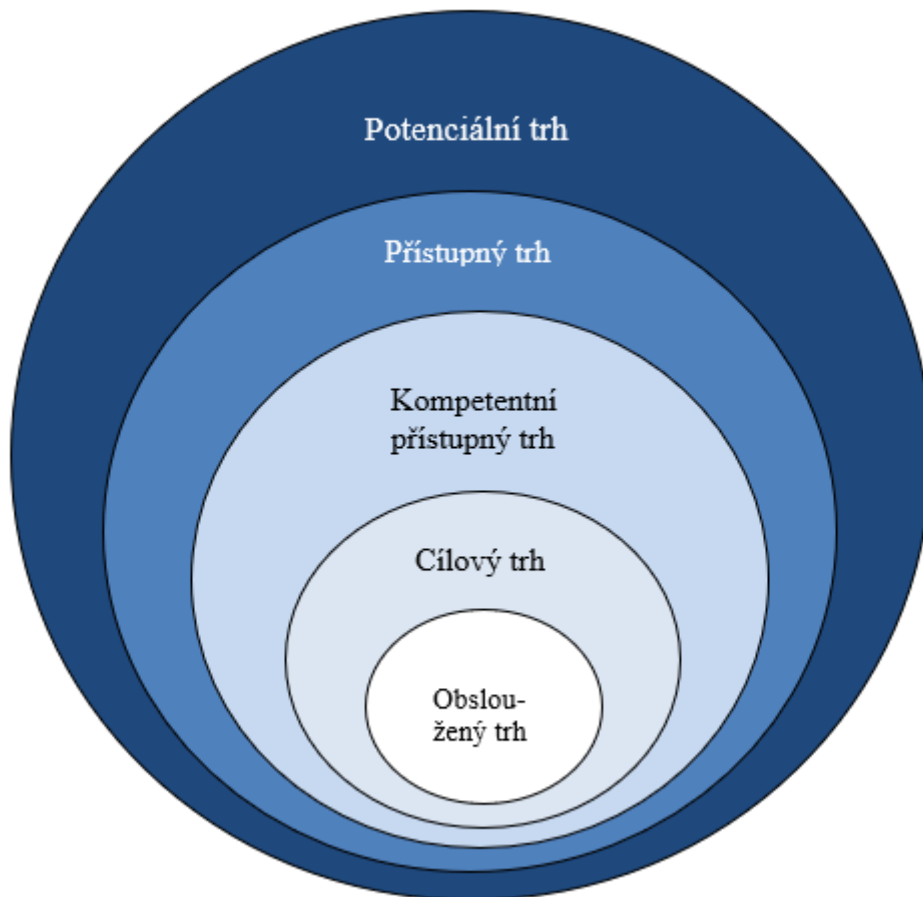 Potenciální trh
Přístupný trh
Kompetentní
přístupný trh
Cílový trh
Obslou-
žený trh